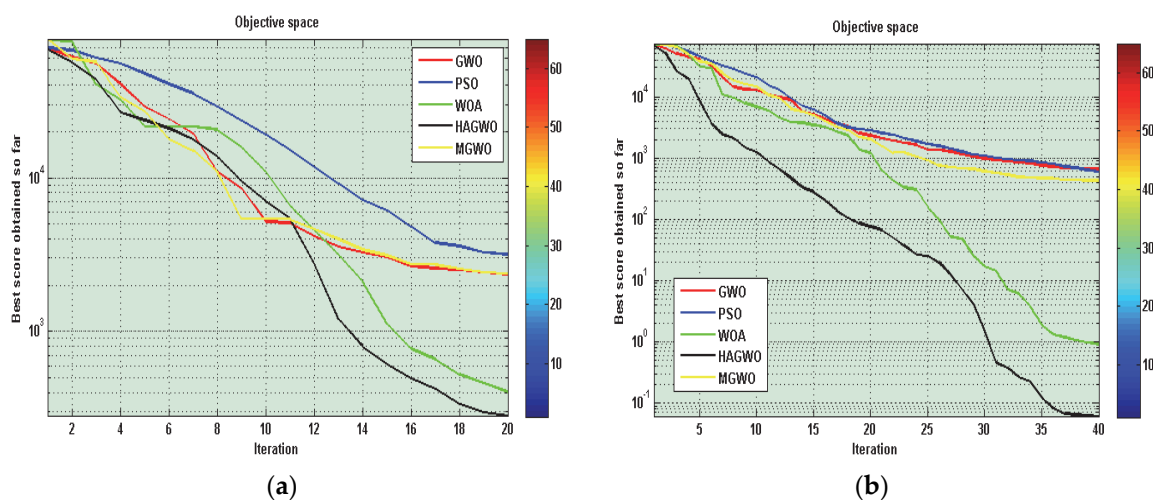 Objective space
Best score obtained so far
10^4
10^3
2 4 6 8 10 12 14 16 18 20
Iteration
GWO
PSO
WOA
HAGWO
MGWO
60
50
40
30
20
10
(a)
Objective space
Best score obtained so far
10^4
10^3
10^2
10^1
10^0
10^-1
5 10 15 20 25 30 35 40
Iteration
GWO
PSO
WOA
HAGWO
MGWO
60
50
40
30
20
10
(b)